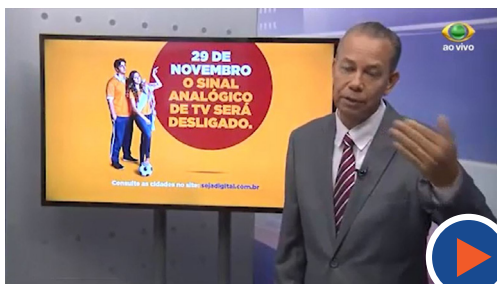 29 DE
NOVEMBRO
O SINAL
ANALÓGICO
DE TV SERÁ
DESLIGADO.
Consulte as cidades no site: sejadigital.com.br
ao vivo